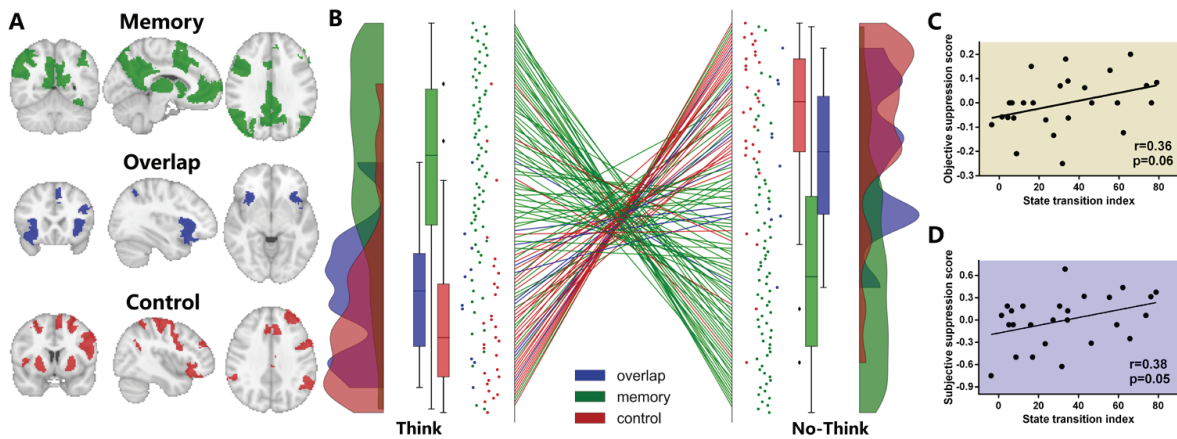 A
Memory
Overlap
Control
B
Think
No-Think
overlap
memory
control
C
Objective suppression score
0.2
0.1
0.0
-0.1
-0.2
-0.3
r=0.36
p=0.06
0 20 40 60 80
State transition index
D
Subjective suppression score
0.6
0.3
0.0
-0.3
-0.6
-0.9
r=0.38
p=0.05
0 20 40 60 80
State transition index